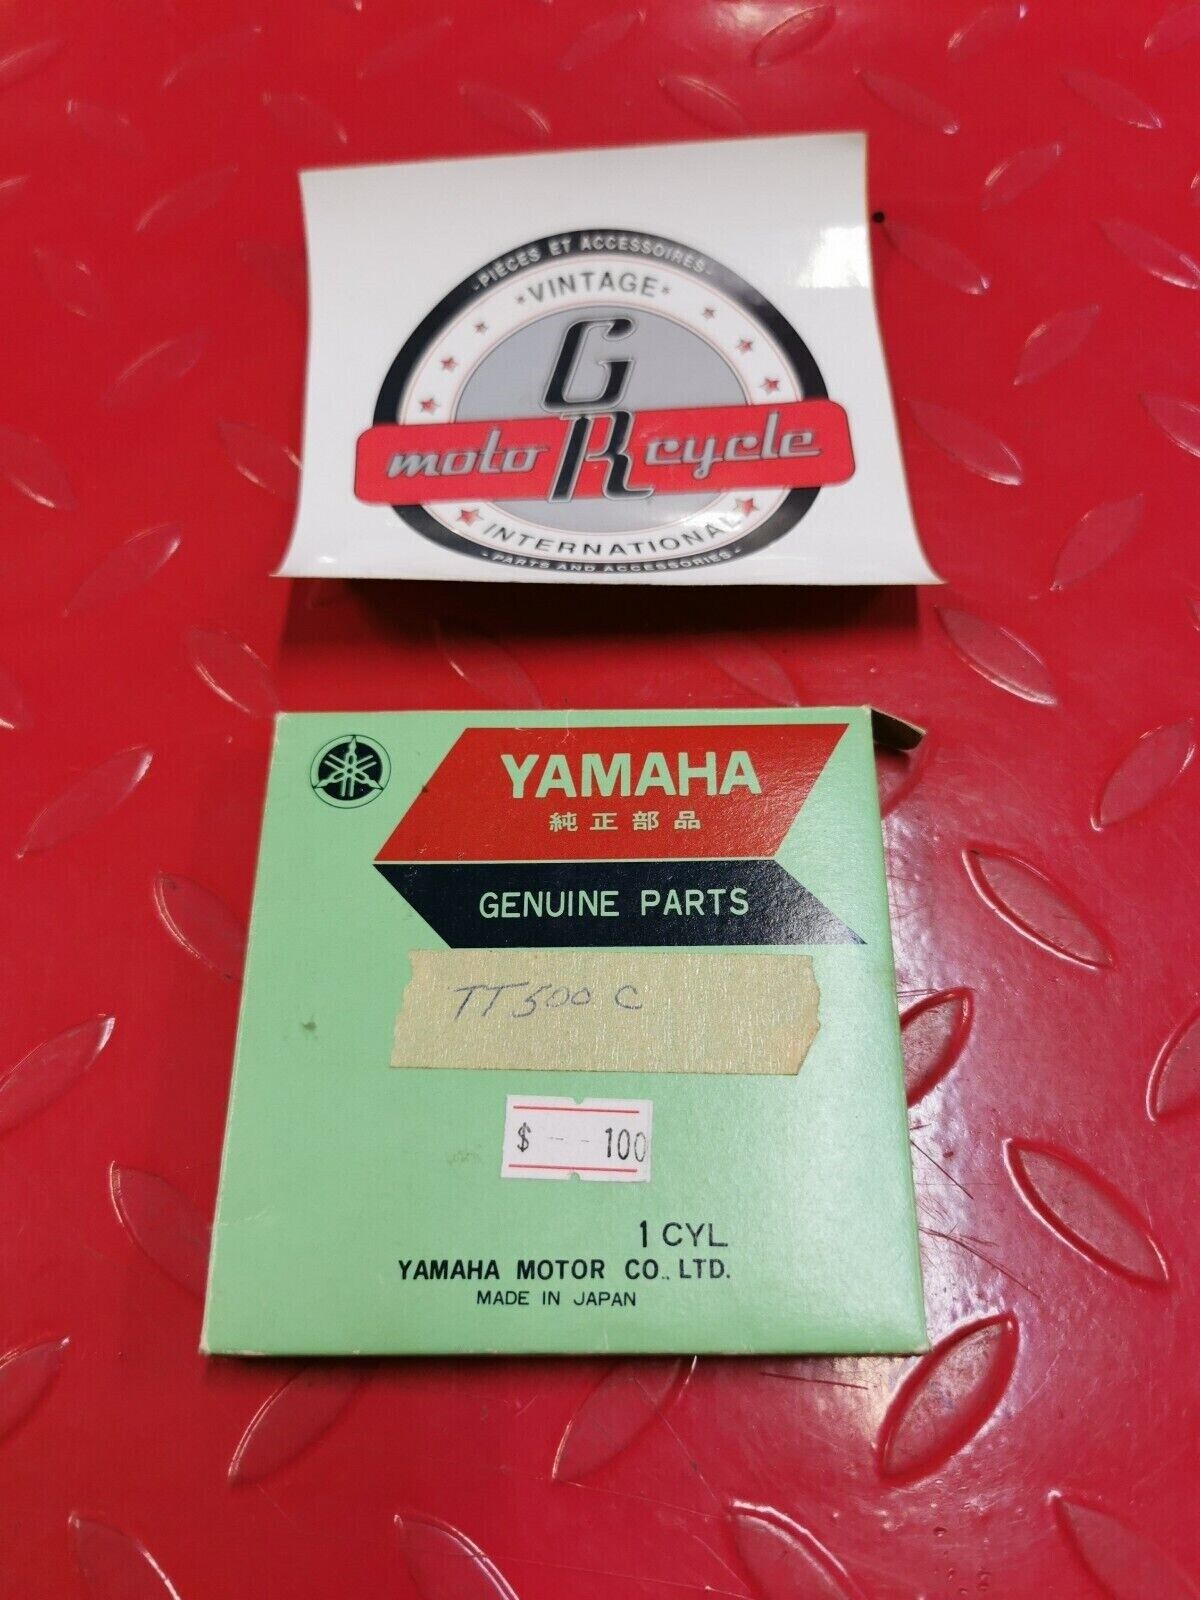 - PIÈCES ET ACCESSOIRES -
*VINTAGE*
G
moto R cycle
INTERNATIONAL
- PARTS AND ACCESSORIES -
YAMAHA
純正部品
GENUINE PARTS
TT500 C
$ -- 100
1 CYL
YAMAHA MOTOR CO., LTD.
MADE IN JAPAN